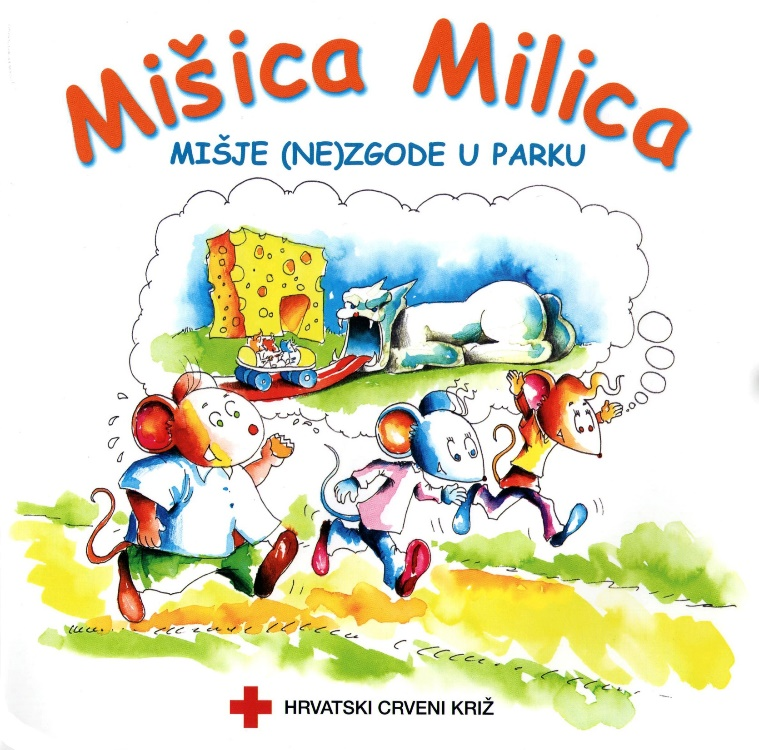 Mišica Milica
MIŠJE (NE)ZGODE U PARKU
HRVATSKI CRVENI KRIŽ